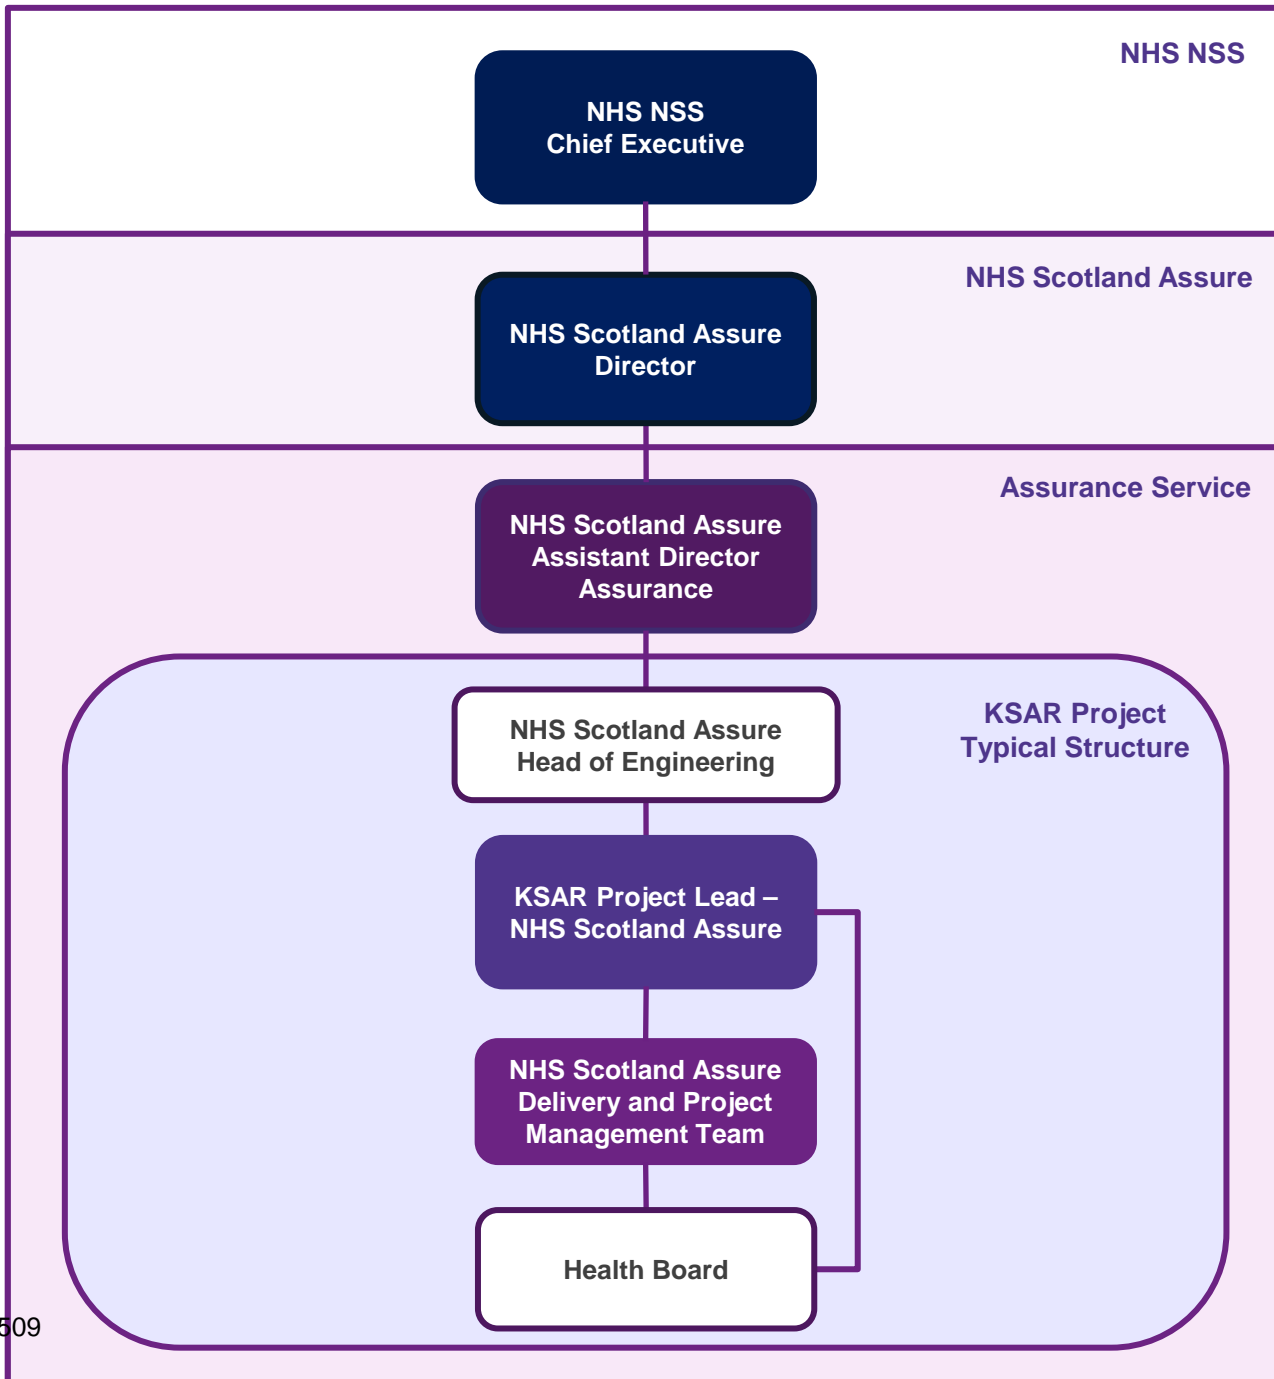 NHS NSS
NHS NSS
Chief Executive
NHS Scotland Assure
NHS Scotland Assure
Director
Assurance Service
NHS Scotland Assure
Assistant Director
Assurance
KSAR Project
Typical Structure
NHS Scotland Assure
Head of Engineering
KSAR Project Lead –
NHS Scotland Assure
NHS Scotland Assure
Delivery and Project
Management Team
Health Board
509